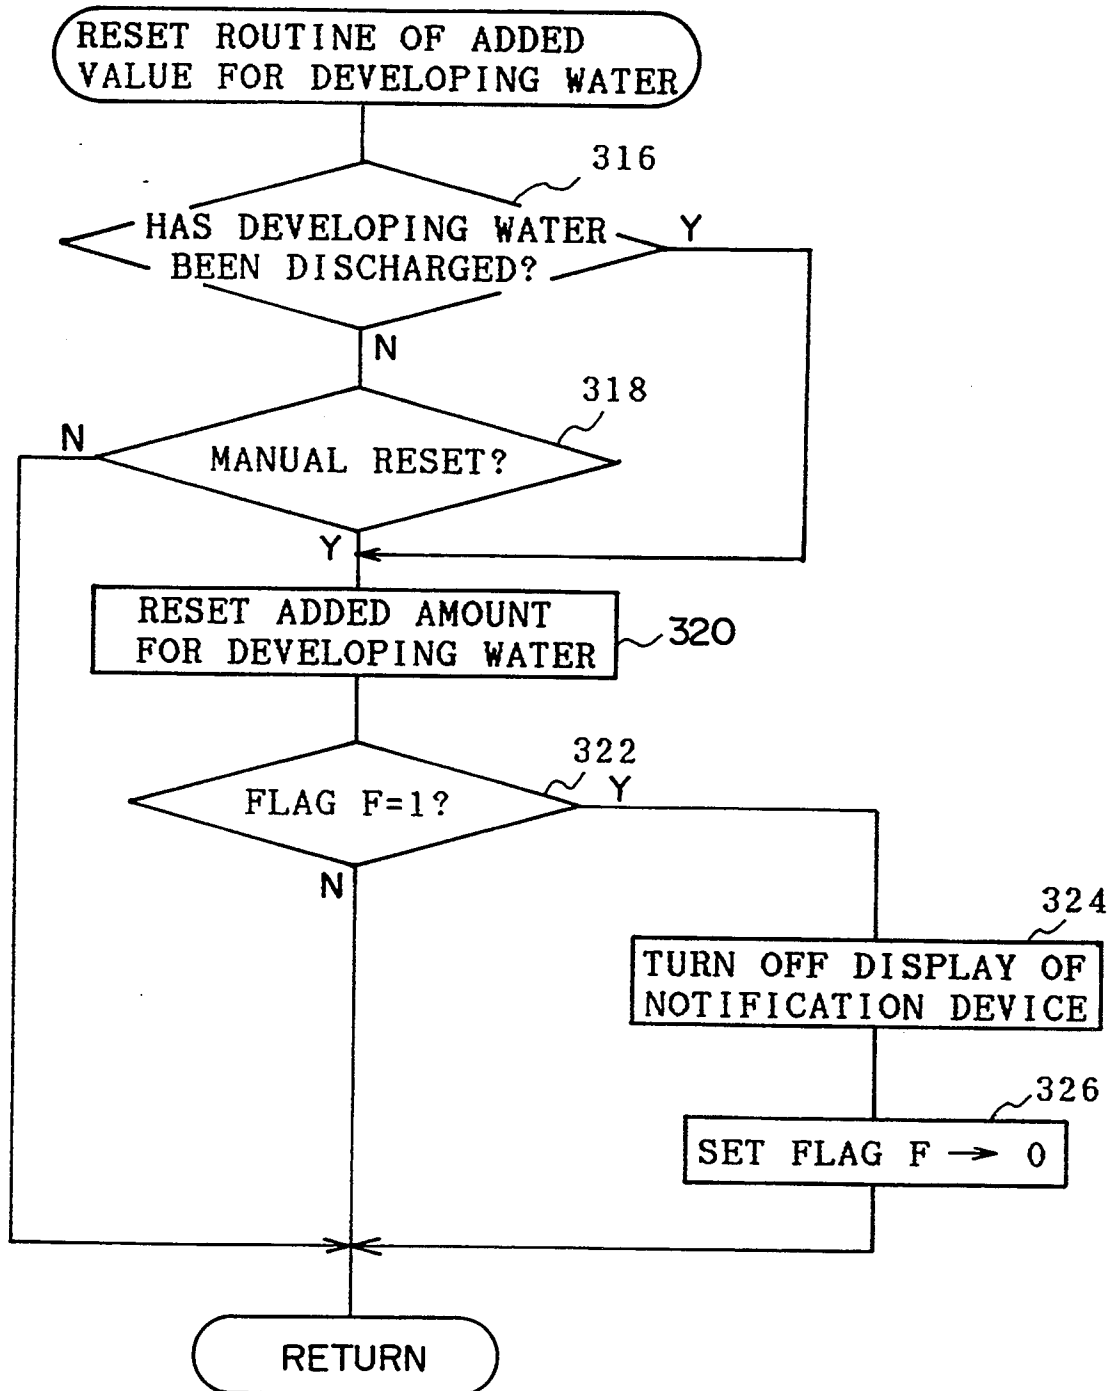 RESET ROUTINE OF ADDED
VALUE FOR DEVELOPING WATER
316
HAS DEVELOPING WATER
BEEN DISCHARGED?
Y
N
318
N
MANUAL RESET?
Y
RESET ADDED AMOUNT
FOR DEVELOPING WATER
320
322
FLAG F=1?
Y
N
324
TURN OFF DISPLAY OF
NOTIFICATION DEVICE
326
SET FLAG F → 0
RETURN